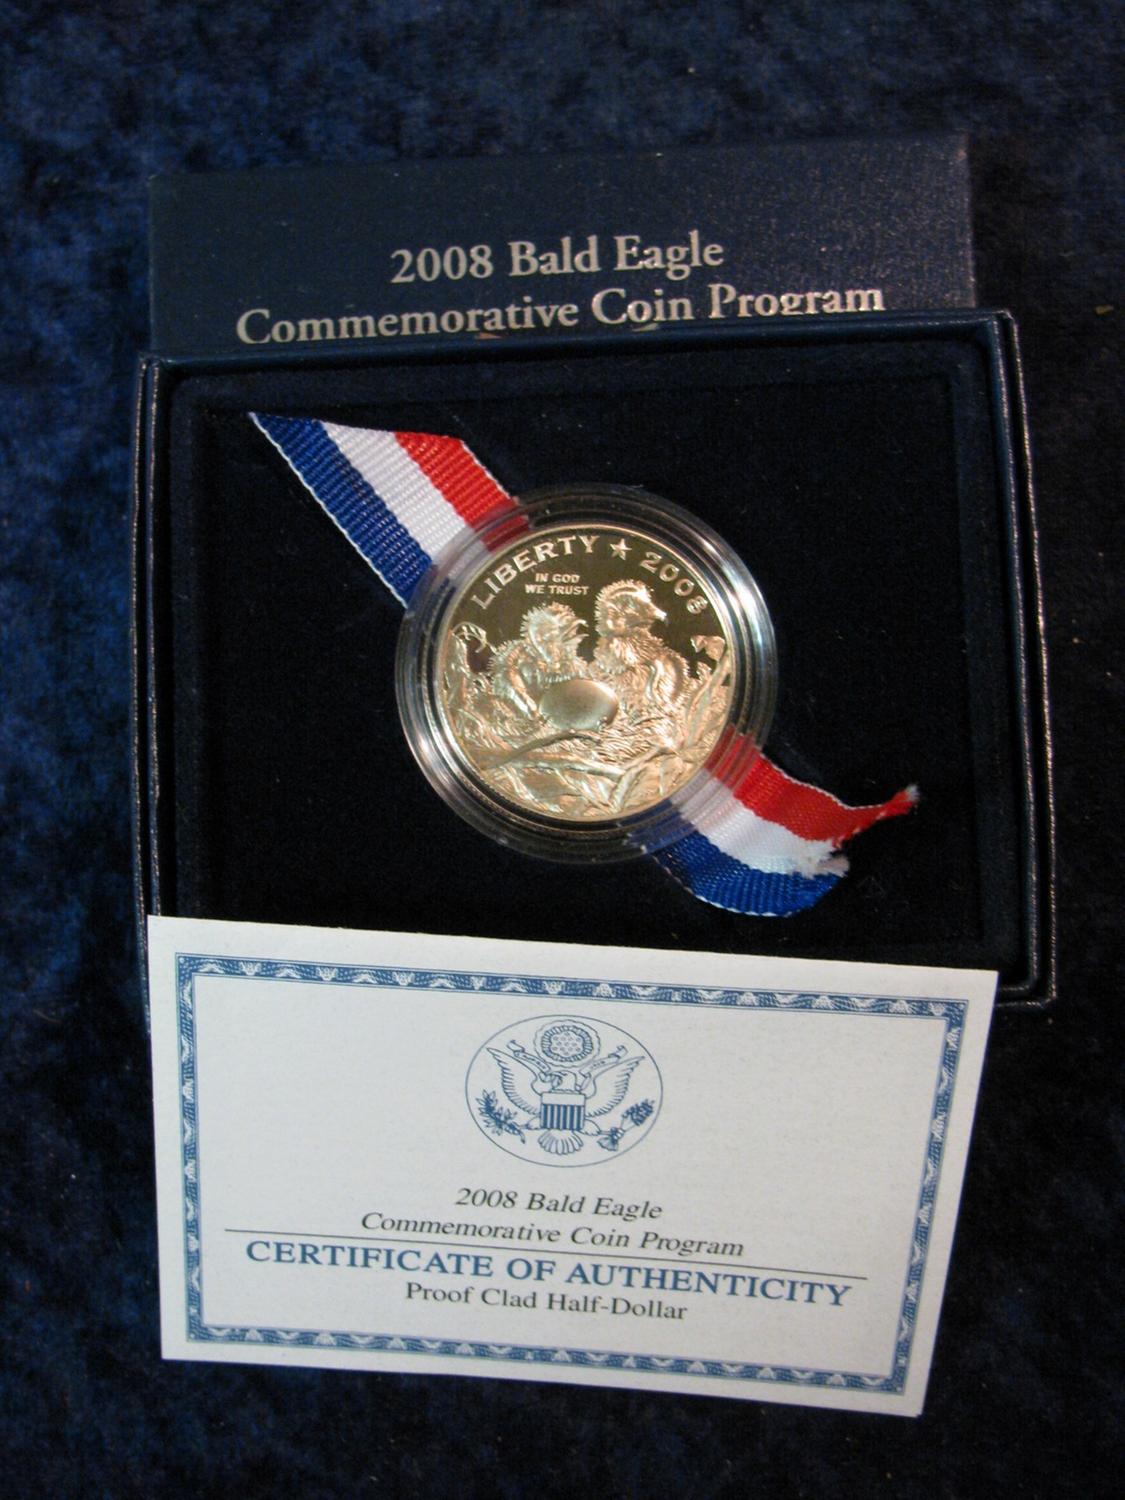 2008 Bald Eagle
Commemorative Coin Program
LIBERTY ★ 2008
IN GOD
WE TRUST
2008 Bald Eagle
Commemorative Coin Program
CERTIFICATE OF AUTHENTICITY
Proof Clad Half-Dollar